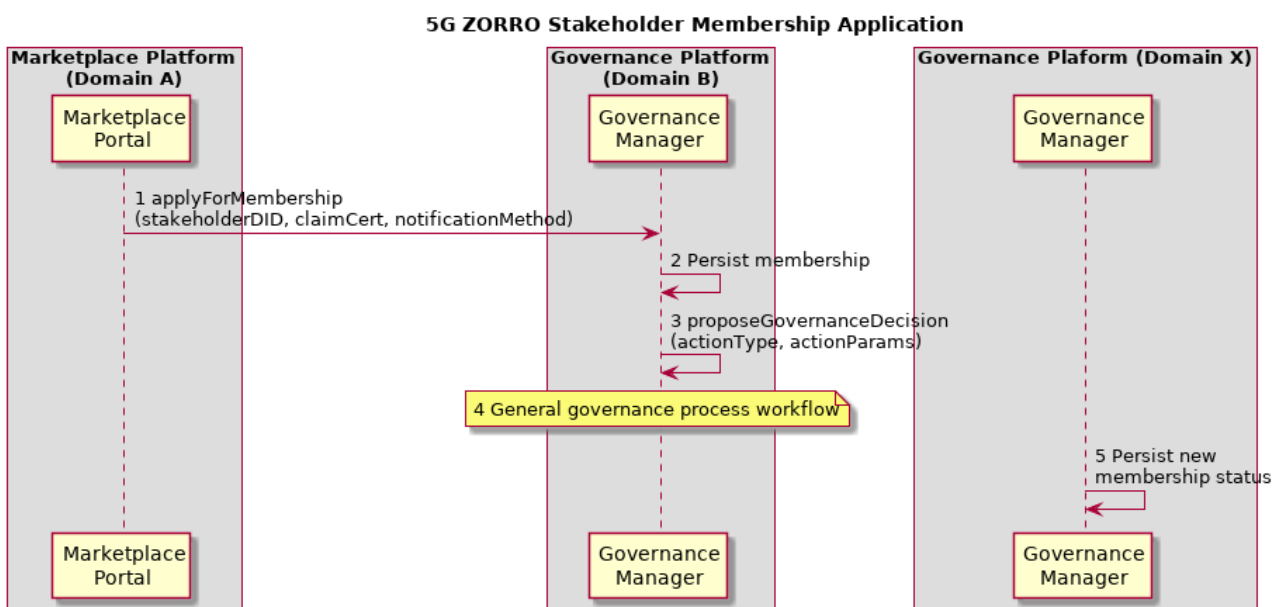 5G ZORRO Stakeholder Membership Application
Marketplace Platform
(Domain A)
Governance Platform
(Domain B)
Governance Plaform (Domain X)
Marketplace
Portal
Governance
Manager
Governance
Manager
1 applyForMembership
(stakeholderDID, claimCert, notificationMethod)
2 Persist membership
3 proposeGovernanceDecision
(actionType, actionParams)
4 General governance process workflow
5 Persist new
membership status
Marketplace
Portal
Governance
Manager
Governance
Manager